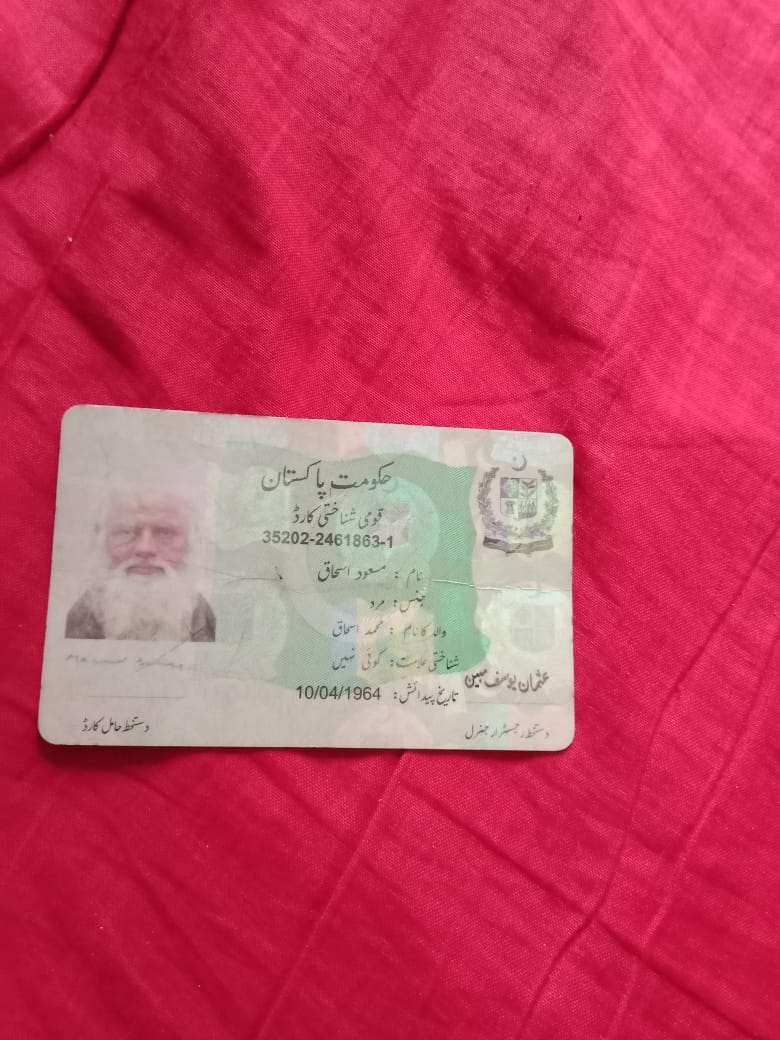 حکومت پاکستان
قومی شناختی کارڈ
35202-2461863-1
نام : مسعود اسحاق
جنس: مرد
والد کا نام : محمد اسحاق
شناختی علامت: کوئی نہیں
تاریخ پیدائش: 10/04/1964
عثمان یوسف مبین
دستخط حامل کارڈ
دستخط رجسٹرار جنرل